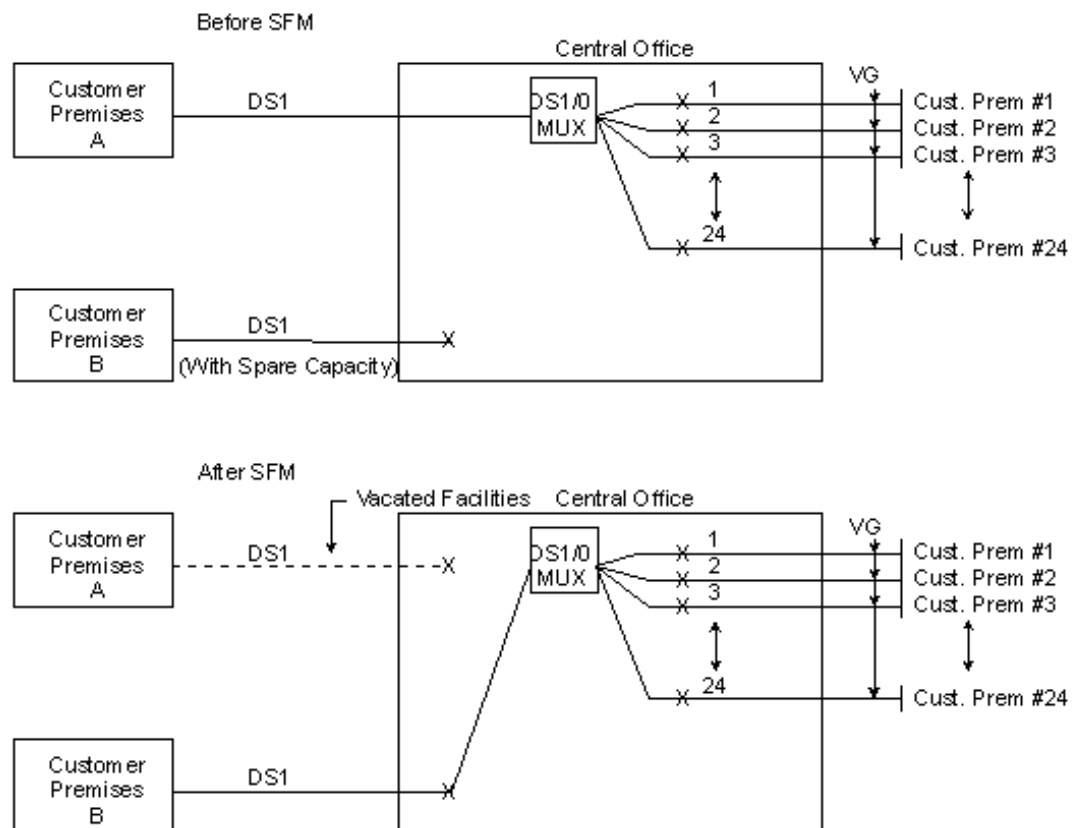 Before SFM
Central Office
Customer
Premises
A
DS1
DS1/0
MUX
1
2
3
24
VG
Cust. Prem #1
Cust. Prem #2
Cust. Prem #3
Cust. Prem #24
X
X
X
X
Customer
Premises
B
DS1
(With Spare Capacity)
X
After SFM
Vacated Facilities
Central Office
Customer
Premises
A
DS1
X
DS1/0
MUX
1
2
3
24
X
X
X
X
VG
Cust. Prem #1
Cust. Prem #2
Cust. Prem #3
Cust. Prem #24
Customer
Premises
B
DS1
X